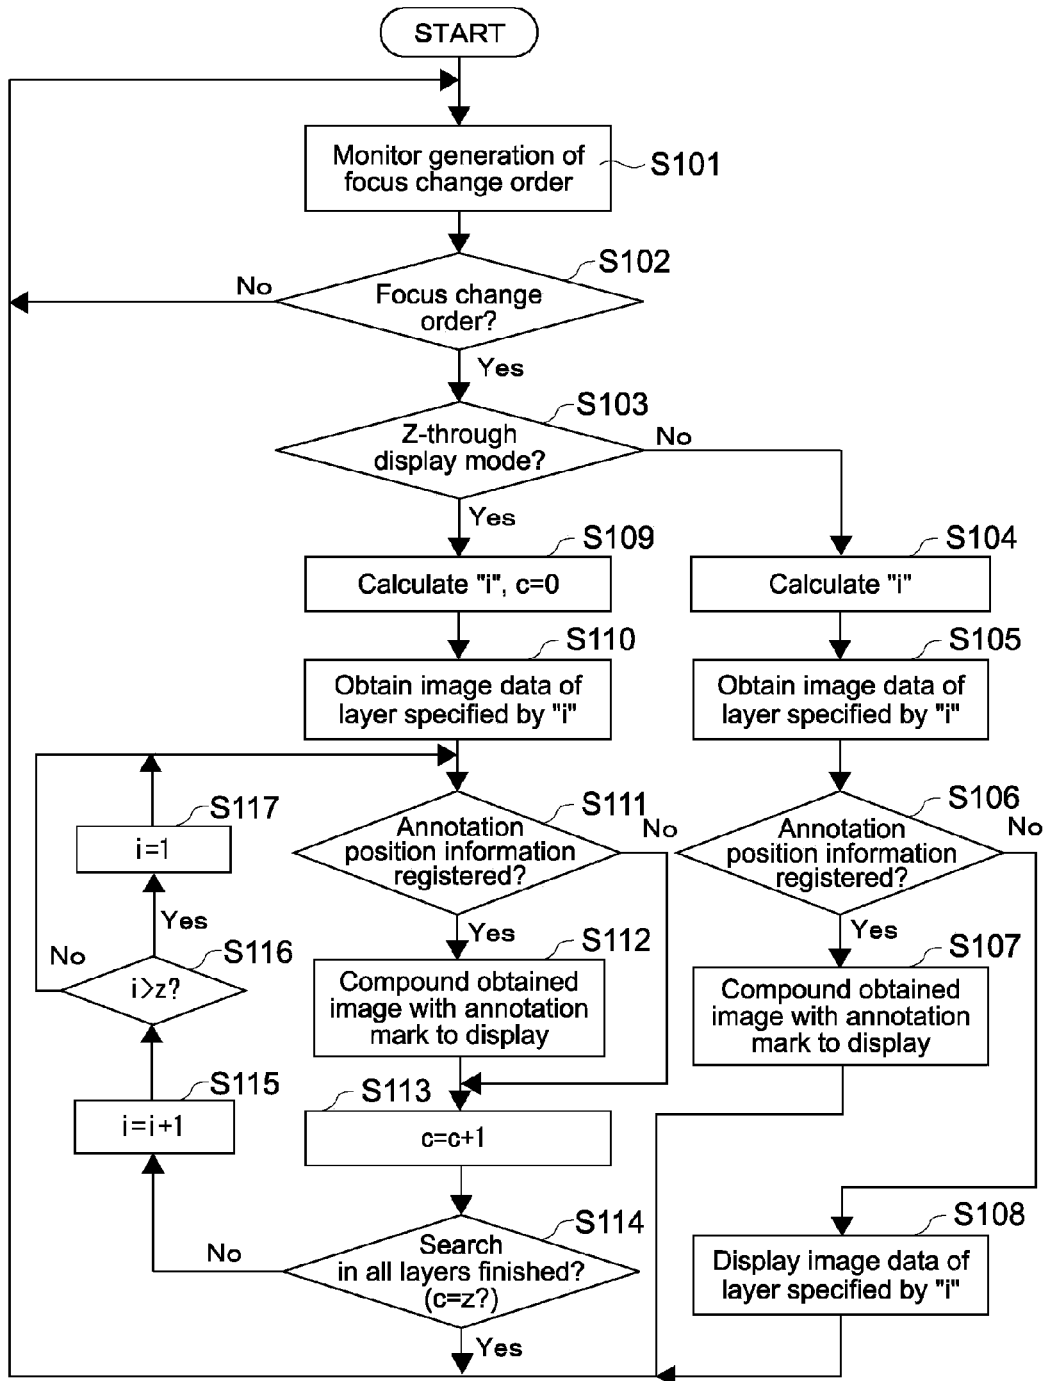 START
Monitor generation of
focus change order
S101
S102
No
Focus change
order?
Yes
S103
Z-through
display mode?
No
Yes
S109
Calculate "i", c=0
S104
Calculate "i"
S110
Obtain image data of
layer specified by "i"
S105
Obtain image data of
layer specified by "i"
S117
i=1
S111
Annotation
position information
registered?
No
S106
Annotation
position information
registered?
No
Yes
S116
No
i>z?
Yes
S112
Compound obtained
image with annotation
mark to display
Yes
S107
Compound obtained
image with annotation
mark to display
S115
i=i+1
S113
c=c+1
S114
No
Search
in all layers finished?
(c=z?)
Yes
S108
Display image data of
layer specified by "i"